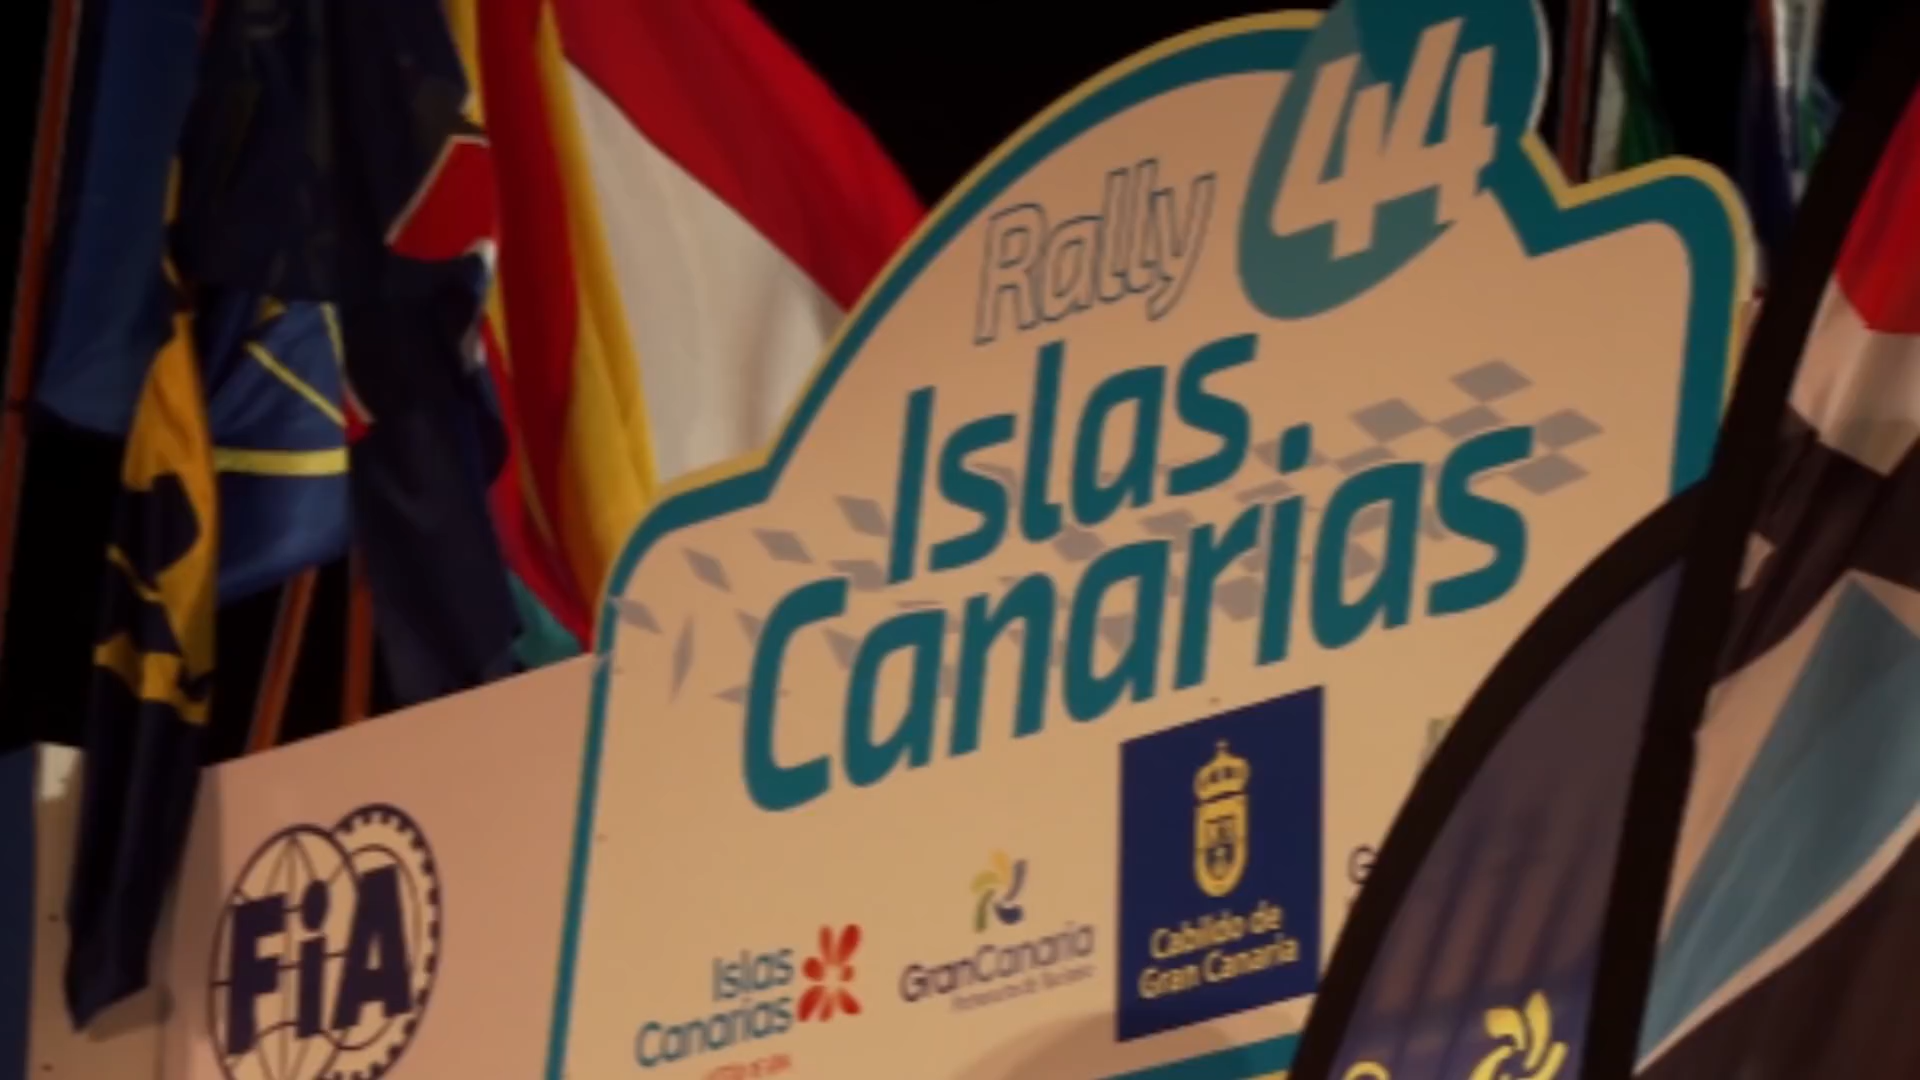 44
Rally
Islas
Canarias
FiA
Islas
Canarias
GranCanaria
Cabildo de
Gran Canaria